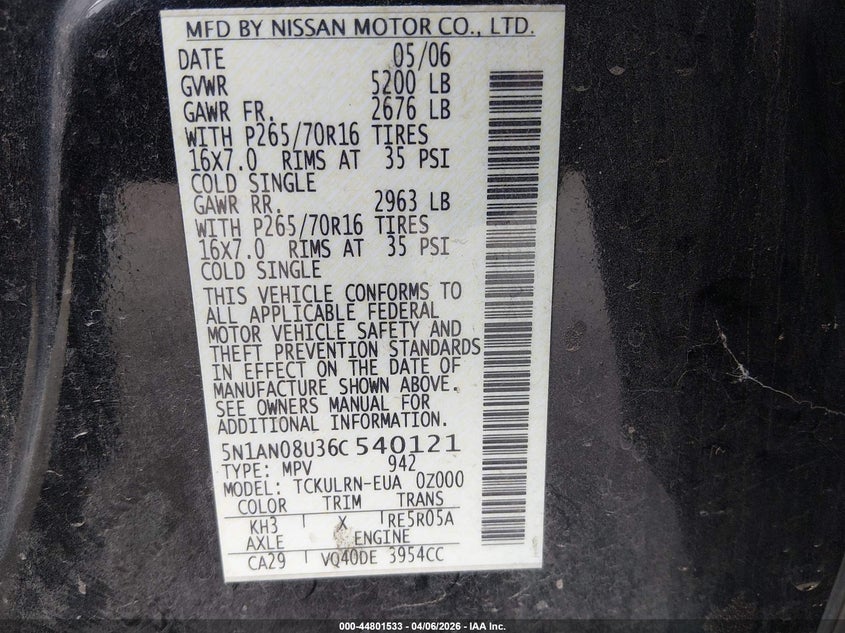 MFD BY NISSAN MOTOR CO., LTD.
DATE 05/06
GVWR 5200 LB
GAWR FR. 2676 LB
WITH P265/70R16 TIRES
16X7.0 RIMS AT 35 PSI
COLD SINGLE
GAWR RR. 2963 LB
WITH P265/70R16 TIRES
16X7.0 RIMS AT 35 PSI
COLD SINGLE
THIS VEHICLE CONFORMS TO
ALL APPLICABLE FEDERAL
MOTOR VEHICLE SAFETY AND
THEFT PREVENTION STANDARDS
IN EFFECT ON THE DATE OF
MANUFACTURE SHOWN ABOVE.
SEE OWNERS MANUAL FOR
ADDITIONAL INFORMATION.
5N1AN08U36C 540121
TYPE: MPV 942
MODEL: TCKULRN-EUA 0Z000
COLOR TRIM TRANS
KH3 X RE5R05A
AXLE ENGINE
CA29 VQ40DE 3954CC
000-44801533 - 04/06/2026 - IAA Inc.